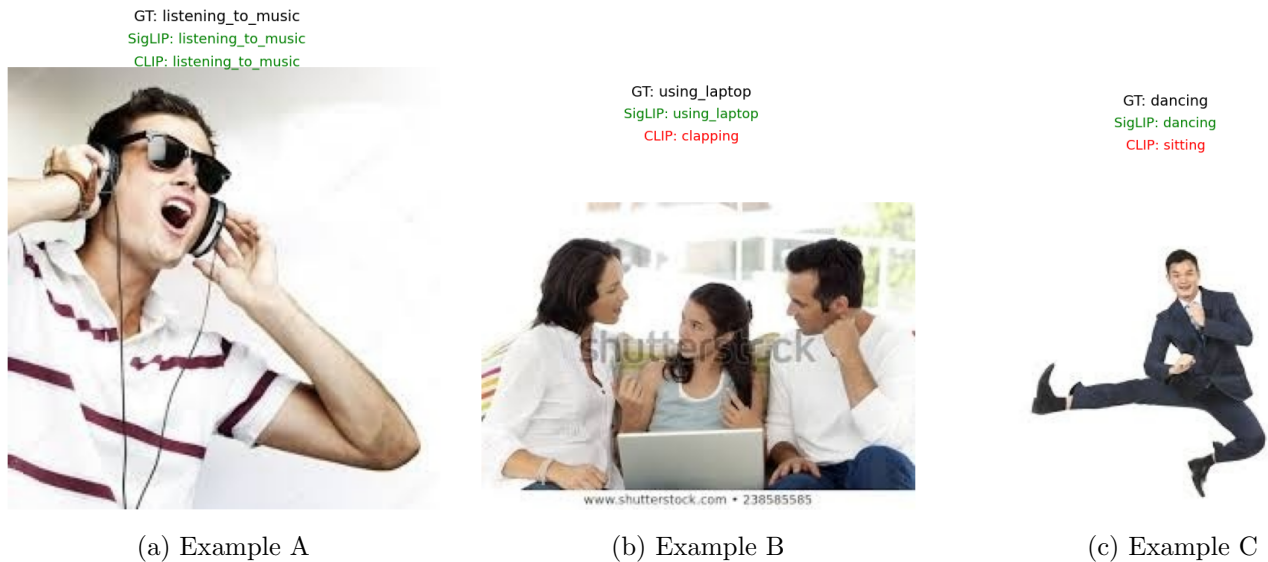 GT: listening_to_music
SigLIP: listening_to_music
CLIP: listening_to_music
GT: using_laptop
SigLIP: using_laptop
CLIP: clapping
GT: dancing
SigLIP: dancing
CLIP: sitting
shutterstock
www.shutterstock.com • 238585585
(a) Example A
(b) Example B
(c) Example C